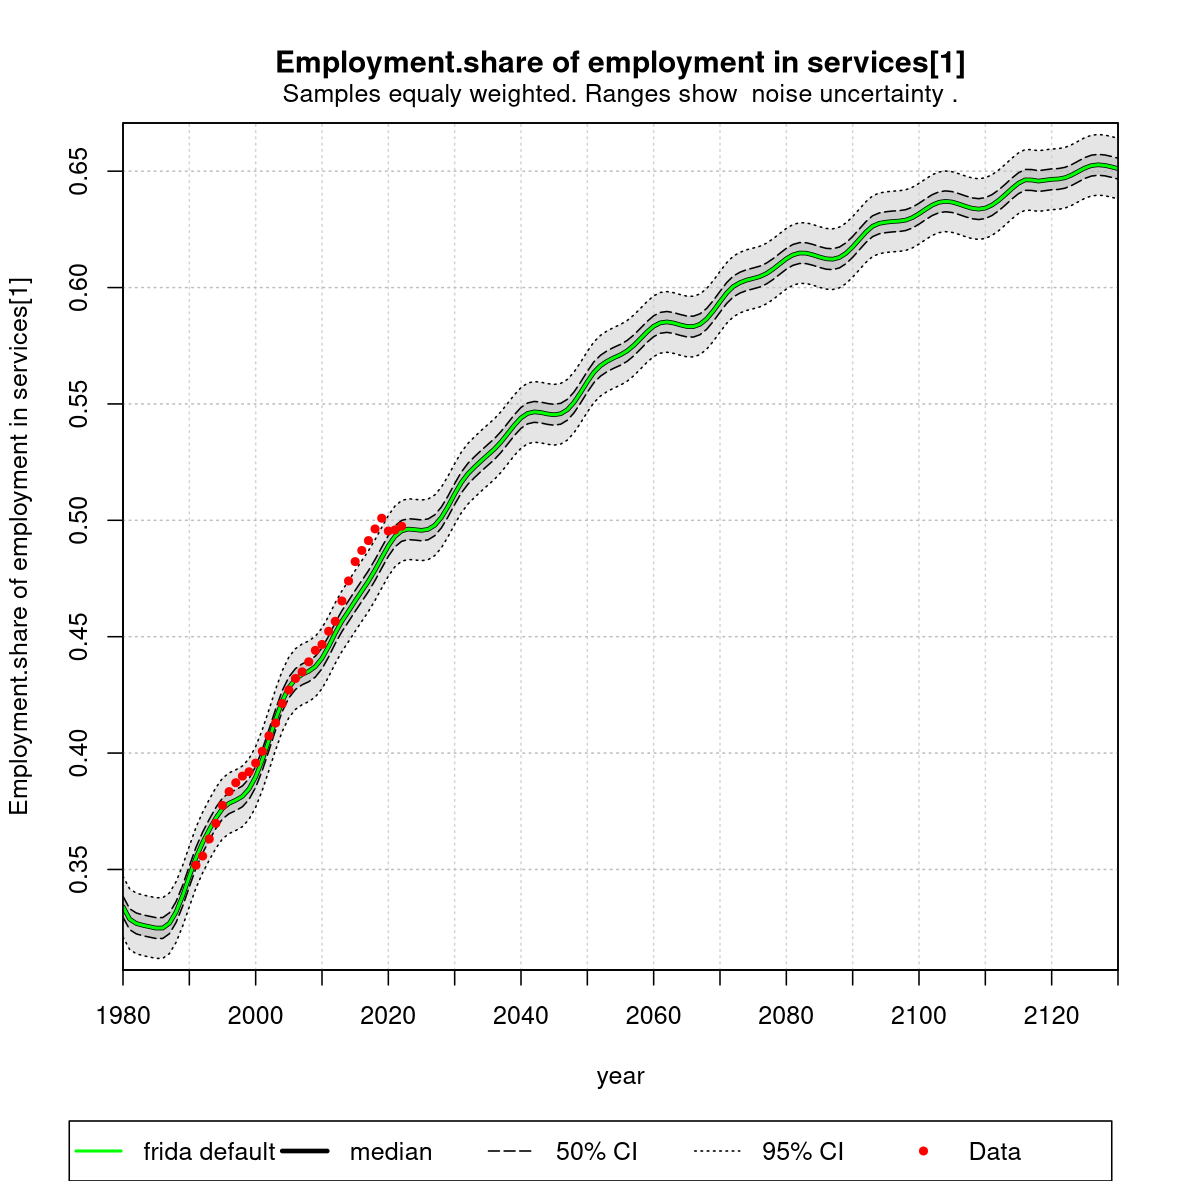 Employment.share of employment in services[1]
Samples equaly weighted. Ranges show  noise uncertainty .
Employment.share of employment in services[1]
0.65
0.60
0.55
0.50
0.45
0.40
0.35
1980 2000 2020 2040 2060 2080 2100 2120
year
frida default median 50% CI 95% CI Data